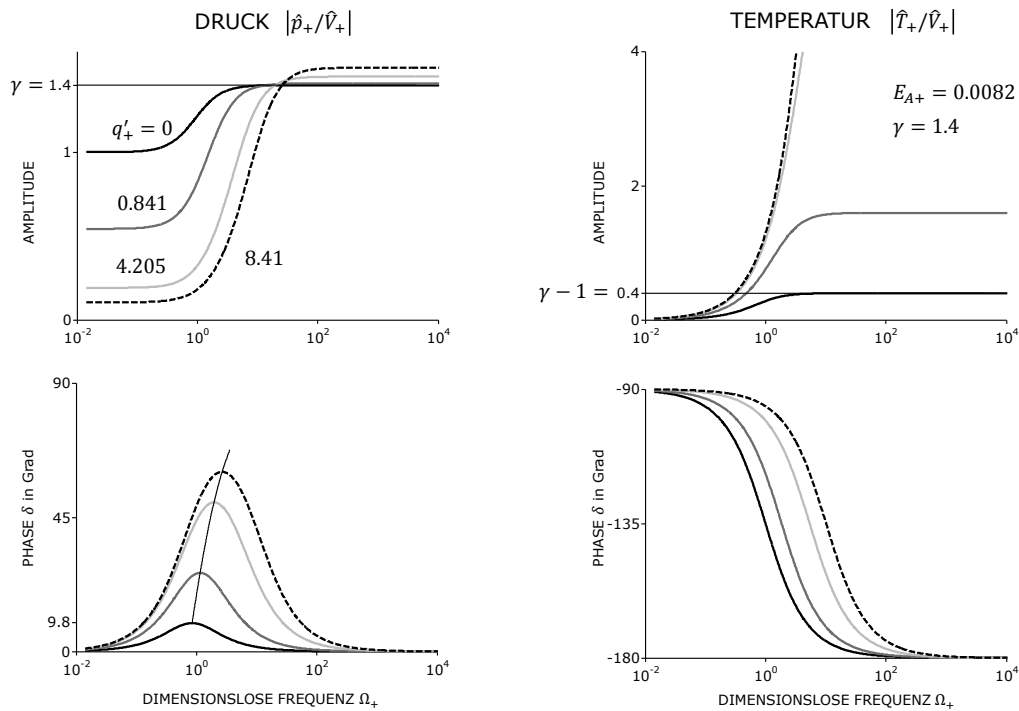 DRUCK |p̂₊/V̂₊|
γ = 1.4
1
0
AMPLITUDE
q′₊ = 0
0.841
4.205
8.41
10⁻² 10⁰ 10² 10⁴
TEMPERATUR |T̂₊/V̂₊|
4
2
γ − 1 = 0.4
0
AMPLITUDE
E_A+ = 0.0082
γ = 1.4
10⁻² 10⁰ 10² 10⁴
90
45
9.8
0
PHASE δ in Grad
10⁻² 10⁰ 10² 10⁴
DIMENSIONSLOSE FREQUENZ Ω₊
-90
-135
-180
PHASE δ in Grad
10⁻² 10⁰ 10² 10⁴
DIMENSIONSLOSE FREQUENZ Ω₊